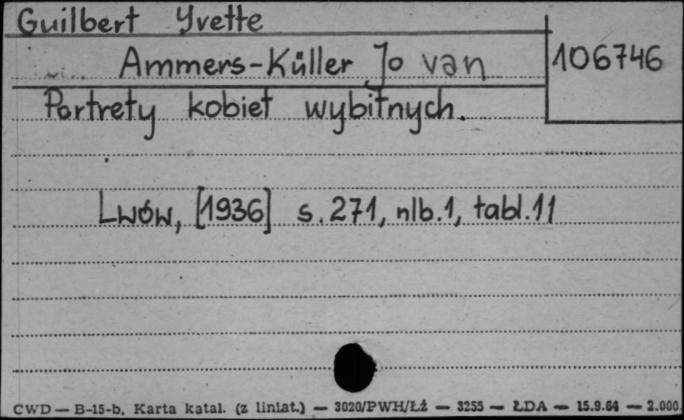 Guilbert Yvette
Ammers-Küller Jo van
106746
Portrety kobiet wybitnych.
Lwów, [1936] s. 271, nlb. 1, tabl. 11
CWD — B-15-b, Karta katal. (z liniat.) — 3020/PWH/Łź — 3255 — ŁDA — 15.9.64 — 2.000